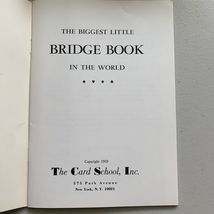 THE BIGGEST LITTLE
BRIDGE BOOK
IN THE WORLD
♠ ♥ ♦ ♣
Copyright 1969
The Card School, Inc.
575 Park Avenue
New York, N.Y. 10021